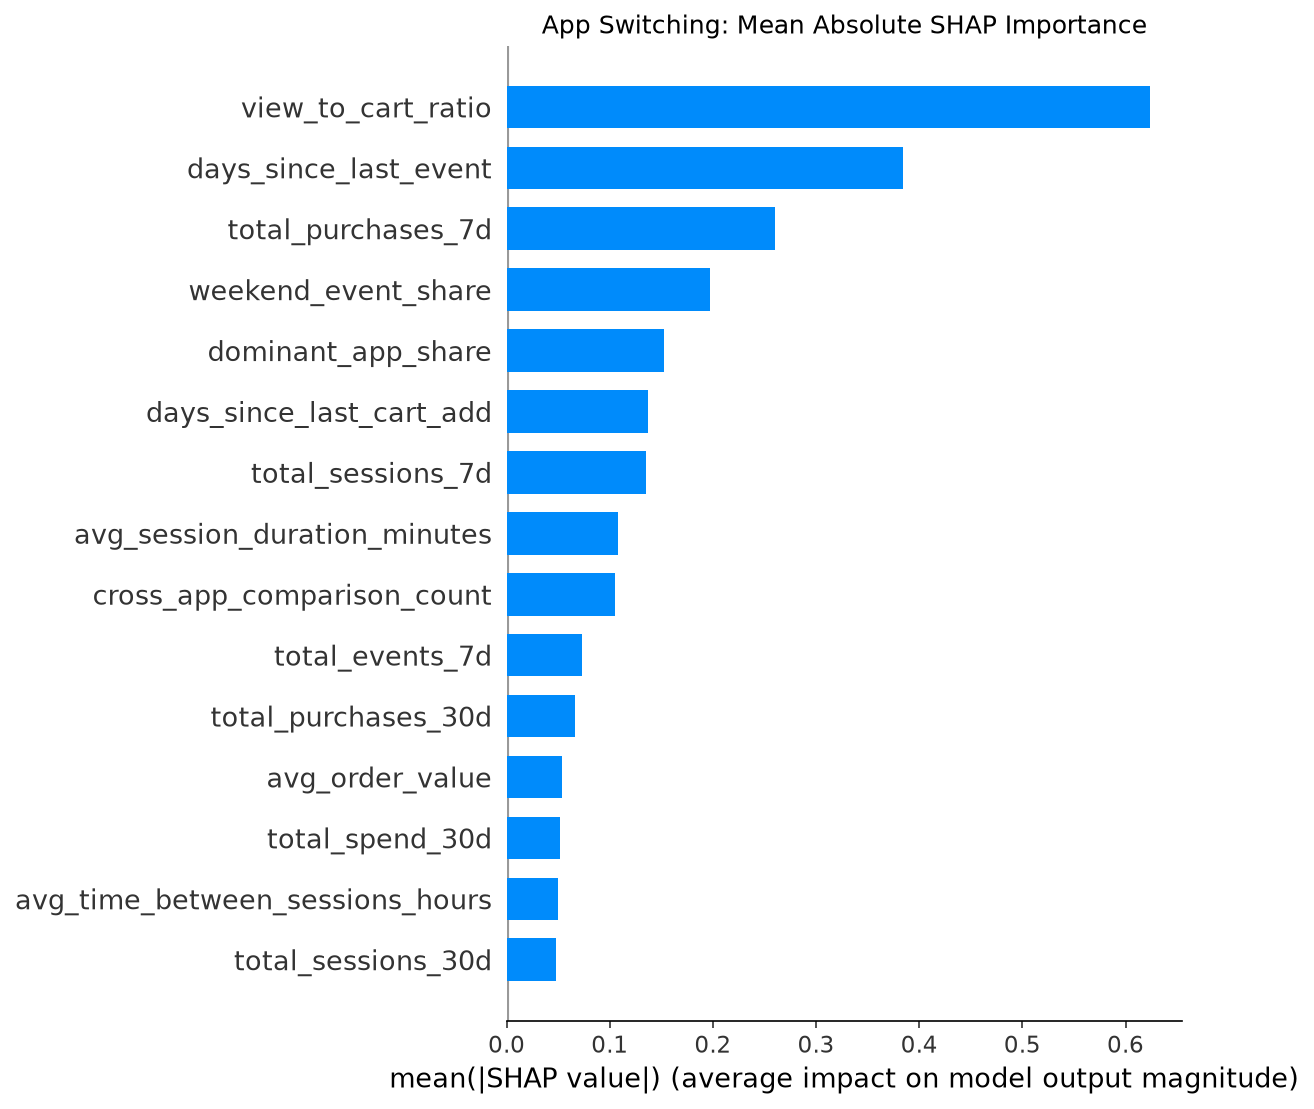 App Switching: Mean Absolute SHAP Importance
view_to_cart_ratio
days_since_last_event
total_purchases_7d
weekend_event_share
dominant_app_share
days_since_last_cart_add
total_sessions_7d
avg_session_duration_minutes
cross_app_comparison_count
total_events_7d
total_purchases_30d
avg_order_value
total_spend_30d
avg_time_between_sessions_hours
total_sessions_30d
0.0 0.1 0.2 0.3 0.4 0.5 0.6
mean(|SHAP value|) (average impact on model output magnitude)